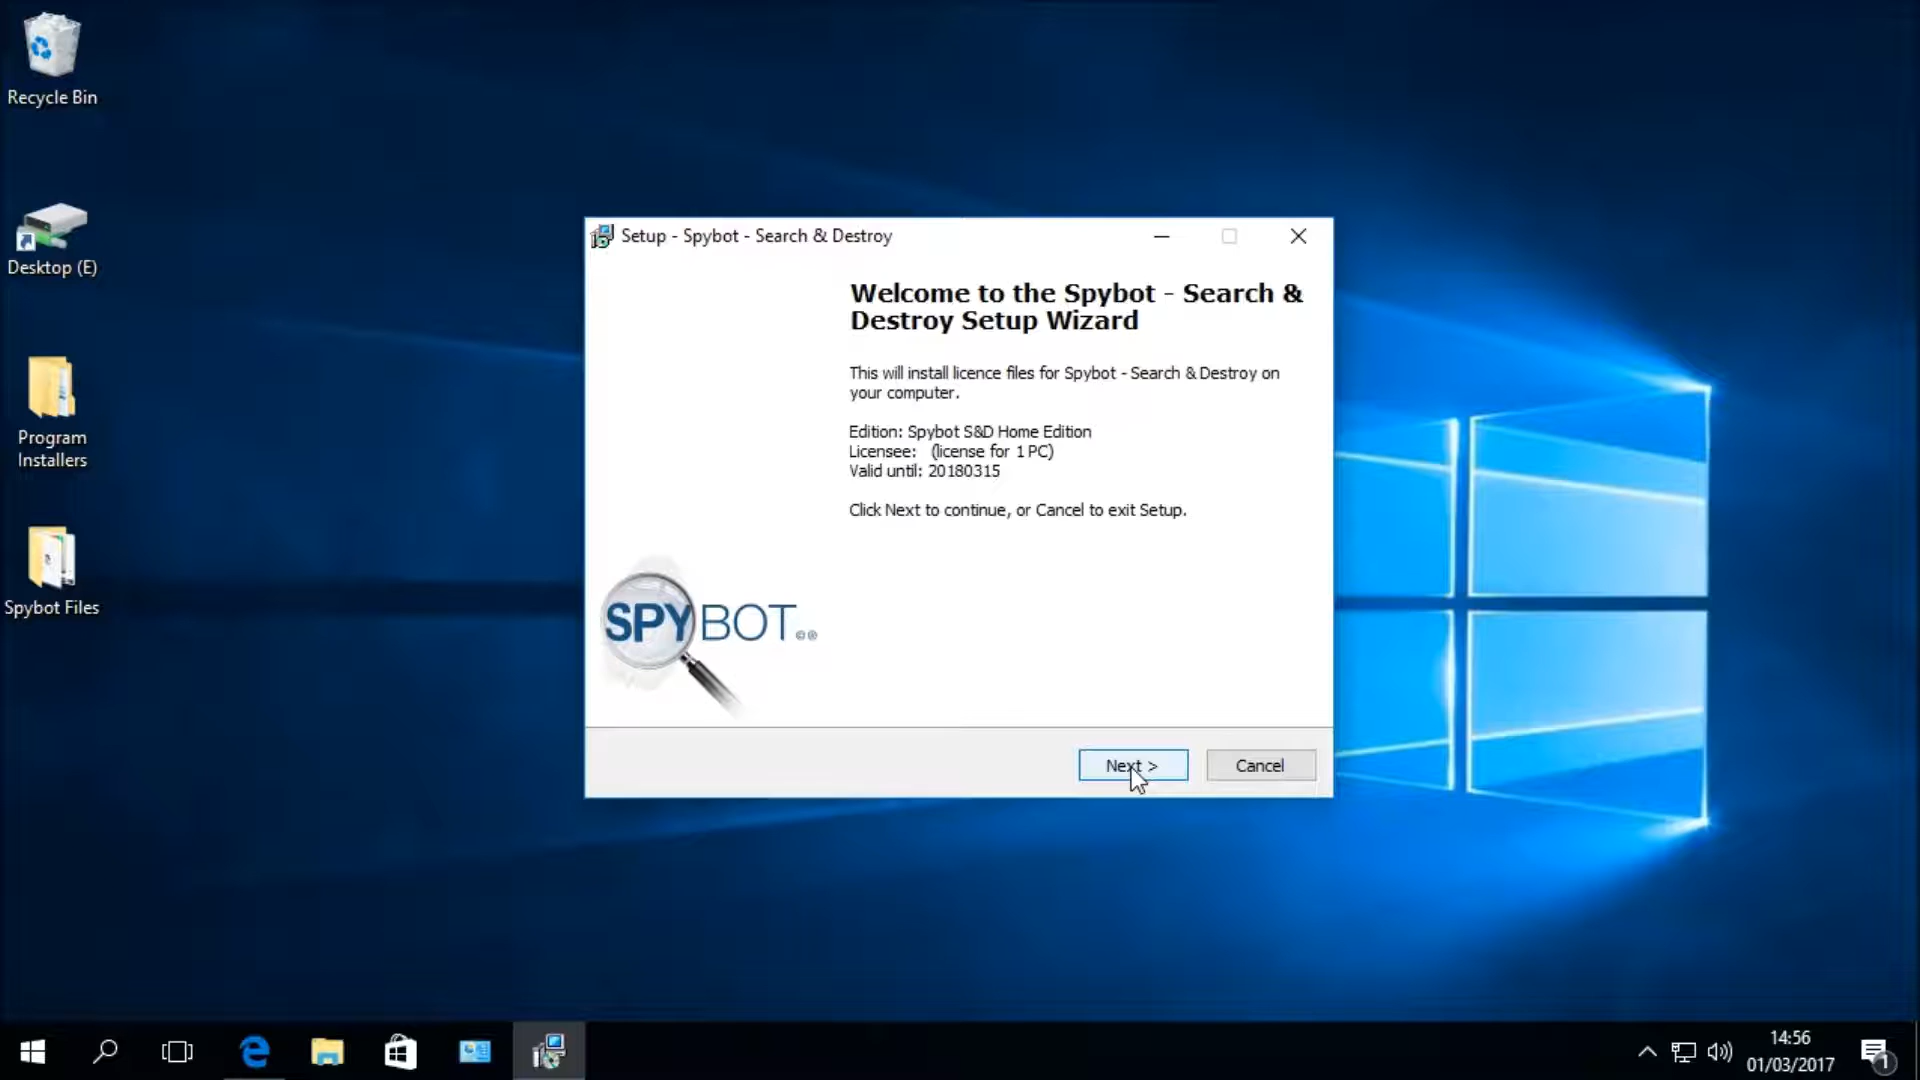 Recycle Bin
Desktop (E)
Program
Installers
Spybot Files
Setup - Spybot - Search & Destroy
Welcome to the Spybot - Search &
Destroy Setup Wizard
This will install licence files for Spybot - Search & Destroy on
your computer.
Edition: Spybot S&D Home Edition
Licensee: (license for 1 PC)
Valid until: 20180315
Click Next to continue, or Cancel to exit Setup.
SPYBOT
Next >
Cancel
14:56
01/03/2017
1